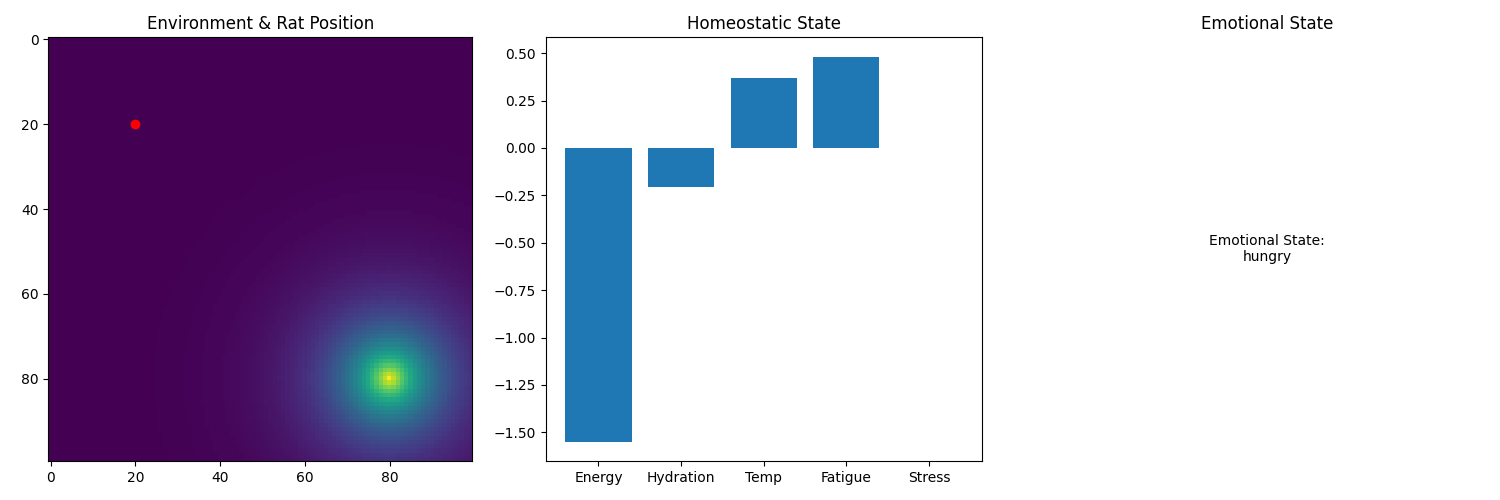 Environment & Rat Position
0
20
40
60
80
0 20 40 60 80
Homeostatic State
0.50
0.25
0.00
−0.25
−0.50
−0.75
−1.00
−1.25
−1.50
Energy Hydration Temp Fatigue Stress
Emotional State
Emotional State:
hungry